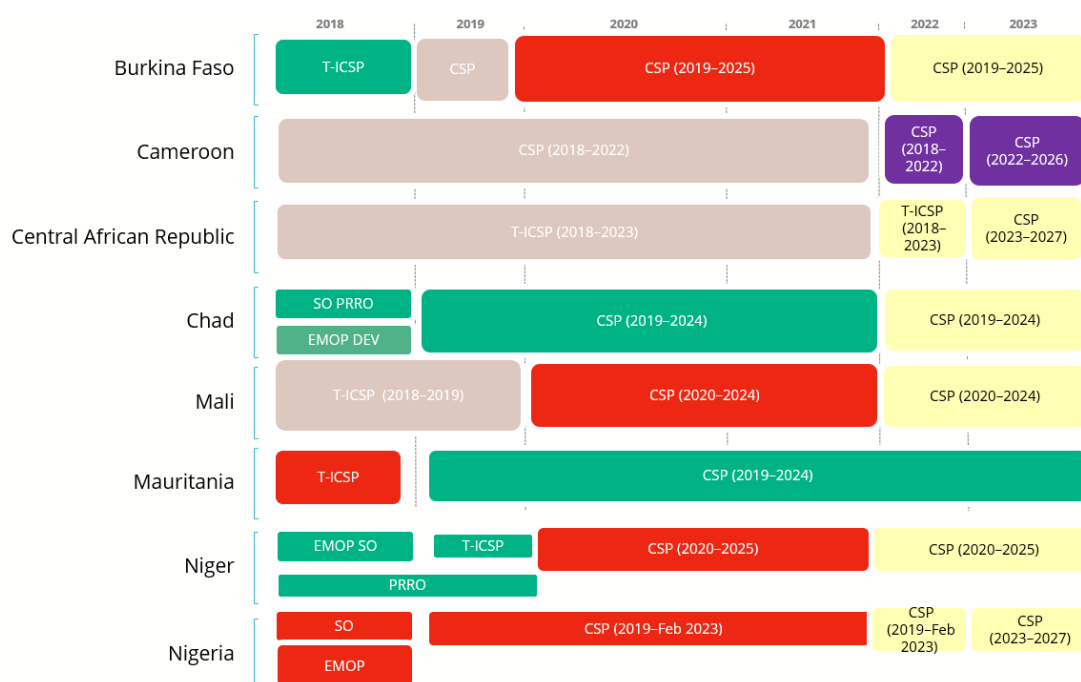 2018 2019 2020 2021 2022 2023
Burkina Faso
T-ICSP
CSP
CSP (2019–2025)
CSP (2019–2025)
Cameroon
CSP (2018–2022)
CSP
(2018–
2022)
CSP
(2022–2026)
Central African Republic
T-ICSP (2018–2023)
T-ICSP
(2018–
2023)
CSP
(2023–2027)
Chad
SO PRRO
EMOP DEV
CSP (2019–2024)
CSP (2019–2024)
Mali
T-ICSP (2018–2019)
CSP (2020–2024)
CSP (2020–2024)
Mauritania
T-ICSP
CSP (2019–2024)
Niger
EMOP SO
T-ICSP
PRRO
CSP (2020–2025)
CSP (2020–2025)
Nigeria
SO
EMOP
CSP (2019–Feb 2023)
CSP
(2019–Feb
2023)
CSP
(2023–2027)